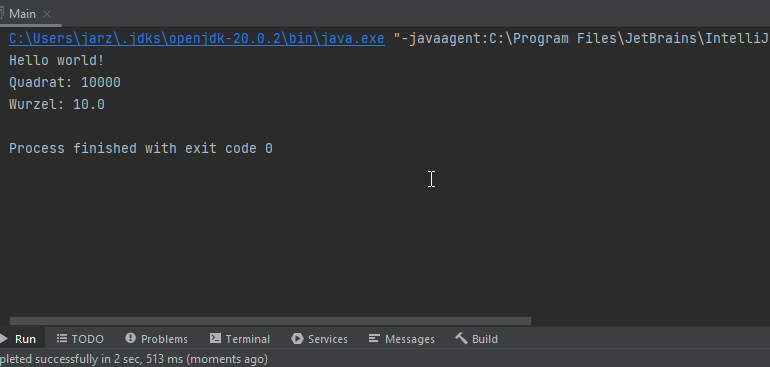 Main
C:\Users\jarz\.jdks\openjdk-20.0.2\bin\java.exe "-javaagent:C:\Program Files\JetBrains\IntelliJ
Hello world!
Quadrat: 10000
Wurzel: 10.0
Process finished with exit code 0
Run TODO Problems Terminal Services Messages Build
pleted successfully in 2 sec, 513 ms (moments ago)